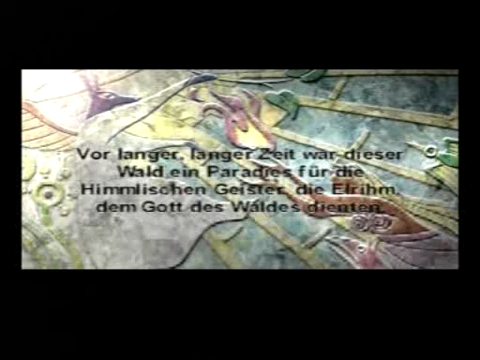 Vor langer, langer Zeit war dieser
Wald ein Paradies für die
Himmlischen Geister, die Elrihm,
dem Gott des Waldes dienten.